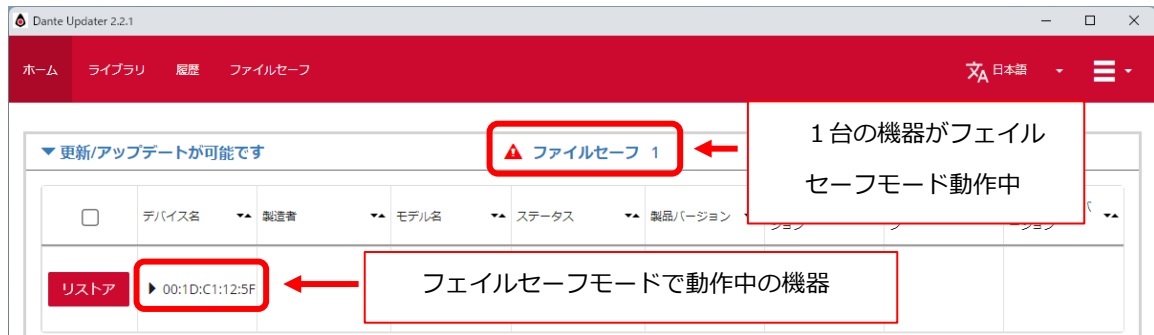 Dante Updater 2.2.1
ホーム ライブラリ 履歴 ファイルセーフ 日本語
更新/アップデートが可能です
ファイルセーフ 1
1台の機器がフェイル
セーフモード動作中
デバイス名 製造者 モデル名 ステータス 製品バージョン
リストア 00:1D:C1:12:5F
フェイルセーフモードで動作中の機器